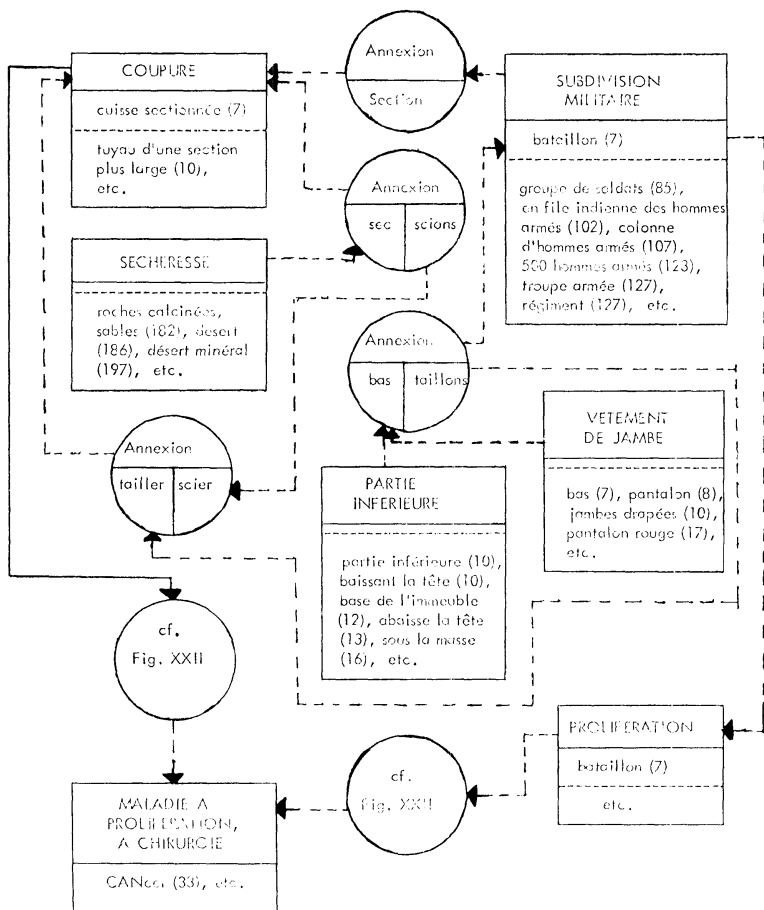 COUPURE
cuisse sectionnée (7)
tuyau d'une section
plus large (10),
etc.
Annexion
Section
SUBDIVISION
MILITAIRE
bataillon (7)
groupe de soldats (85),
en file indienne des hommes
armés (102), colonne
d'hommes armés (107),
500 hommes armés (123),
troupe armée (127),
régiment (127), etc.
Annexion
sec scions
SECHERESSE
roches calcinées,
sables (182), désert
(186), désert minéral
(197), etc.
Annexion
bas taillons
VETEMENT
DE JAMBE
bas (7), pantalon (8),
jambes drapées (10),
pantalon rouge (17),
etc.
Annexion
tailler scier
PARTIE
INFERIEURE
partie inférieure (10),
baissant la tête (10),
base de l'immeuble
(12), abaisse la tête
(13), sous la masse
(16), etc.
cf.
Fig. XXII
PROLIFERATION
bataillon (7)
etc.
cf.
Fig. XXII
MALADIE A
PROLIFERATION,
A CHIRURGIE
CANcer (33), etc.